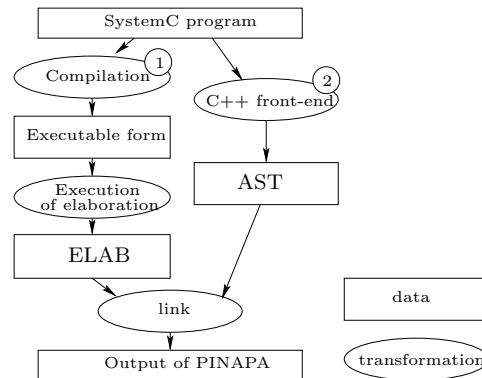 SystemC program
1
Compilation
2
C++ front-end
Executable form
AST
Execution
of elaboration
ELAB
link
data
Output of PINAPA
transformation